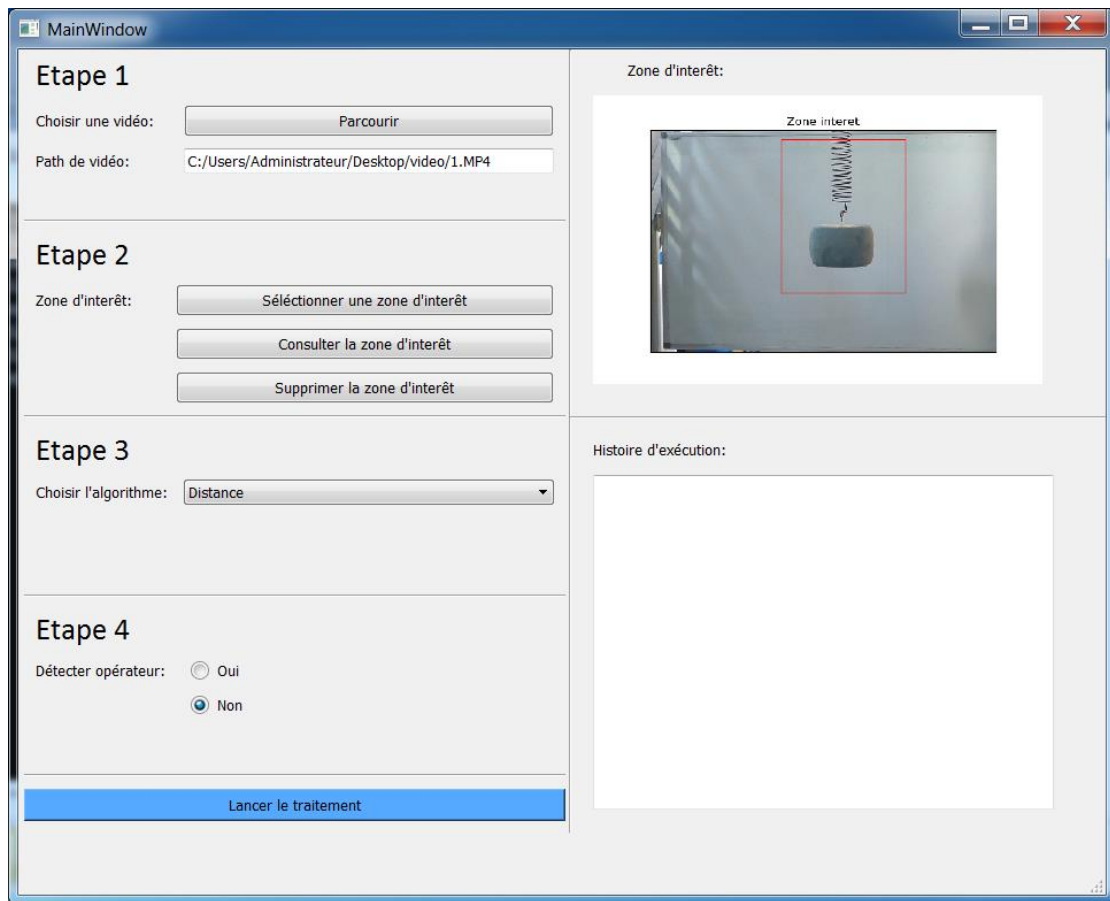 MainWindow
Etape 1
Choisir une vidéo:
Parcourir
Path de vidéo:
C:/Users/Administrateur/Desktop/video/1.MP4
Etape 2
Zone d'interêt:
Séléctionner une zone d'interêt
Consulter la zone d'interêt
Supprimer la zone d'interêt
Etape 3
Choisir l'algorithme:
Distance
Etape 4
Détecter opérateur:
Oui
Non
Lancer le traitement
Zone d'interêt:
Zone interet
Histoire d'exécution: